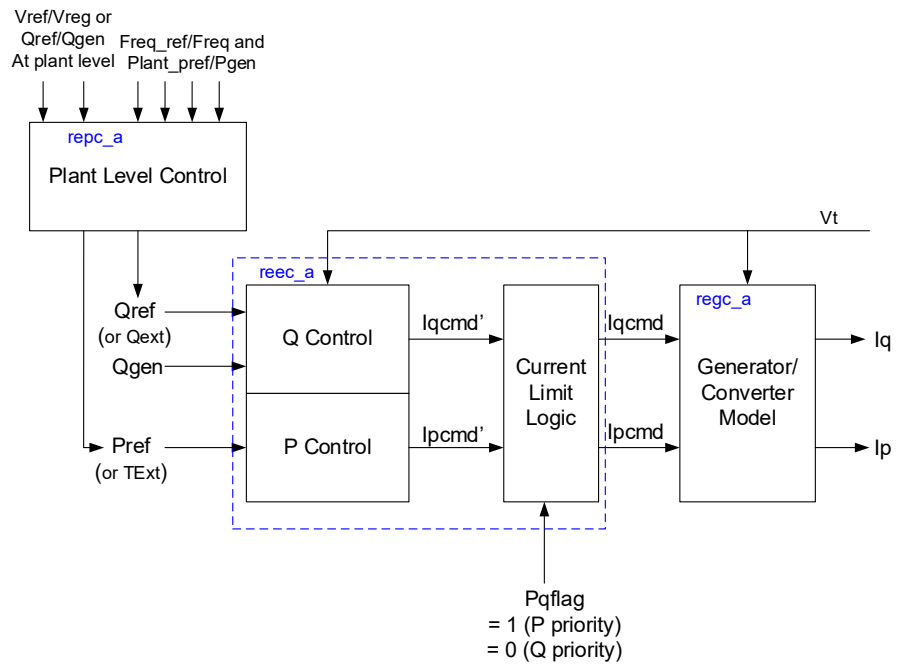 Vref/Vreg or
Qref/Qgen
At plant level
Freq_ref/Freq and
Plant_pref/Pgen
repc_a
Plant Level Control
Vt
reec_a
regc_a
Qref
(or Qext)
Qgen
Pref
(or TExt)
Q Control
P Control
Iqcmd’
Ipcmd’
Current
Limit
Logic
Iqcmd
Ipcmd
Generator/
Converter
Model
Iq
Ip
Pqflag
= 1 (P priority)
= 0 (Q priority)